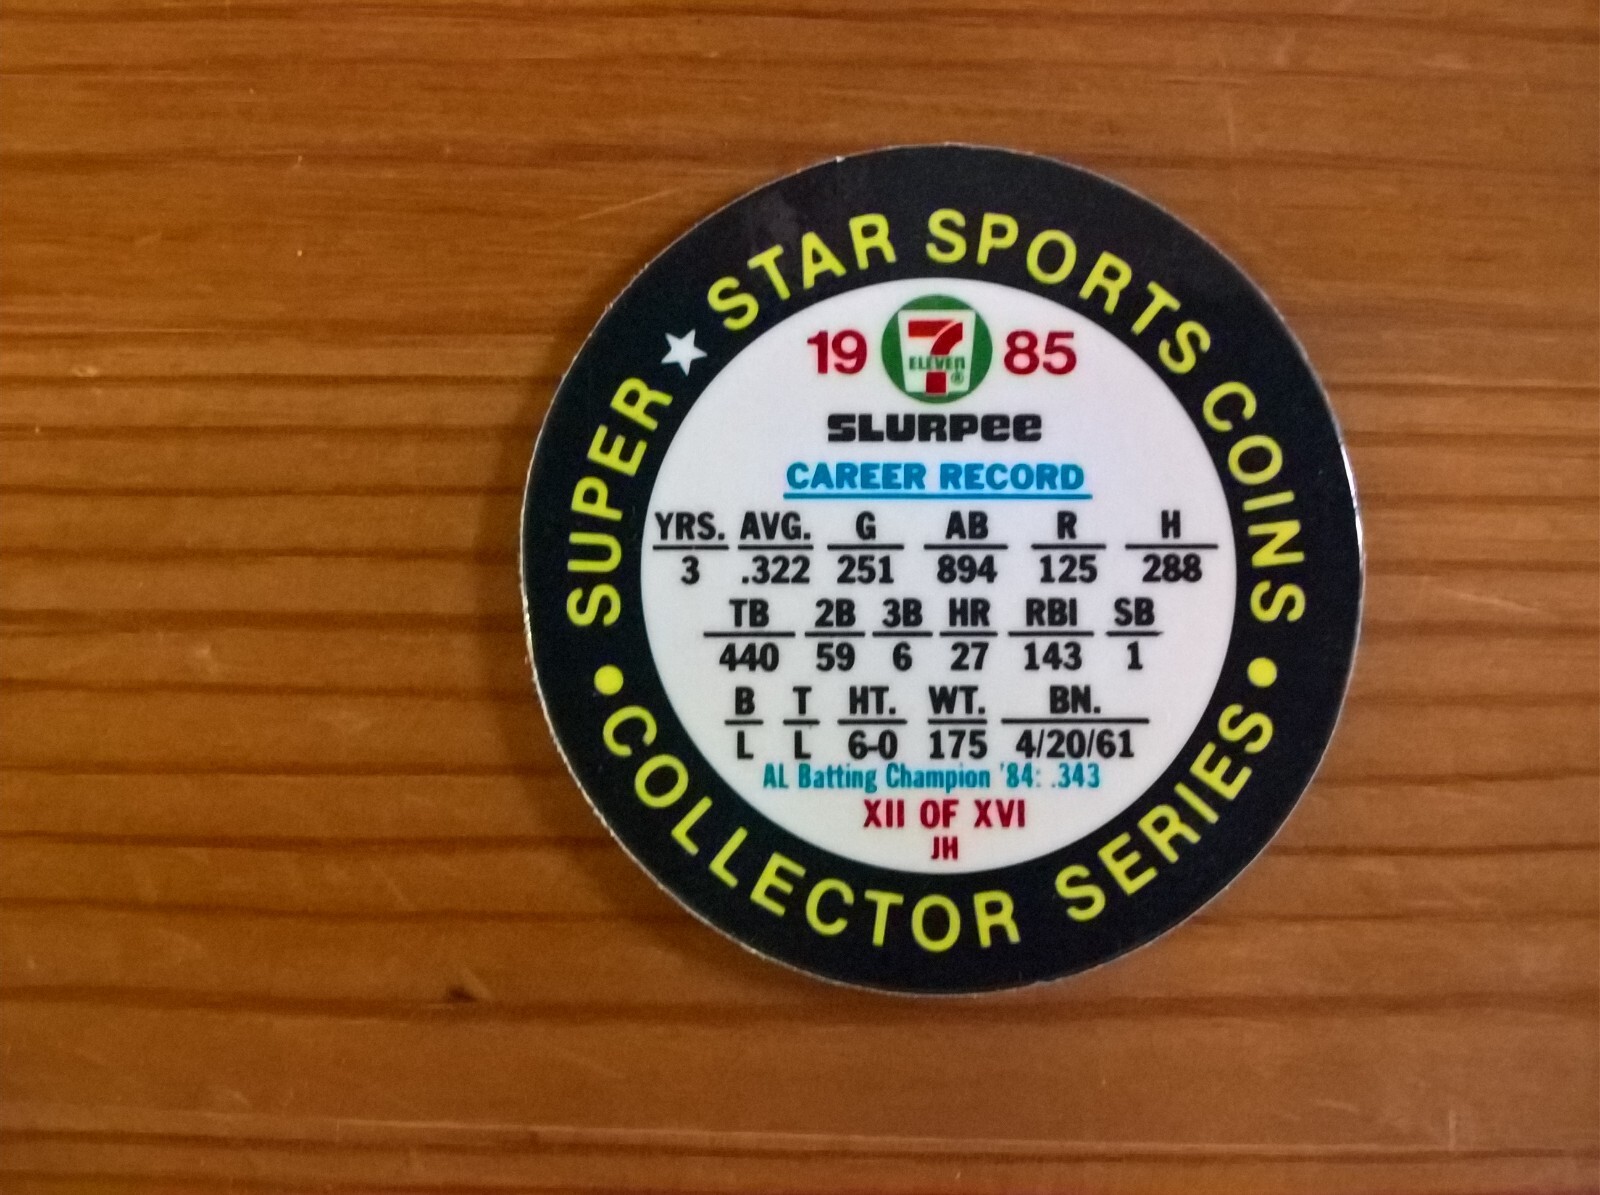 SUPER ★ STAR SPORTS COINS
• COLLECTOR SERIES •
19 7 ELEVEN ® 85
SLURPEE
CAREER RECORD
YRS. AVG. G AB R H
3 .322 251 894 125 288
TB 2B 3B HR RBI SB
440 59 6 27 143 1
B T HT. WT. BN.
L L 6-0 175 4/20/61
AL Batting Champion '84: .343
XII OF XVI
JH